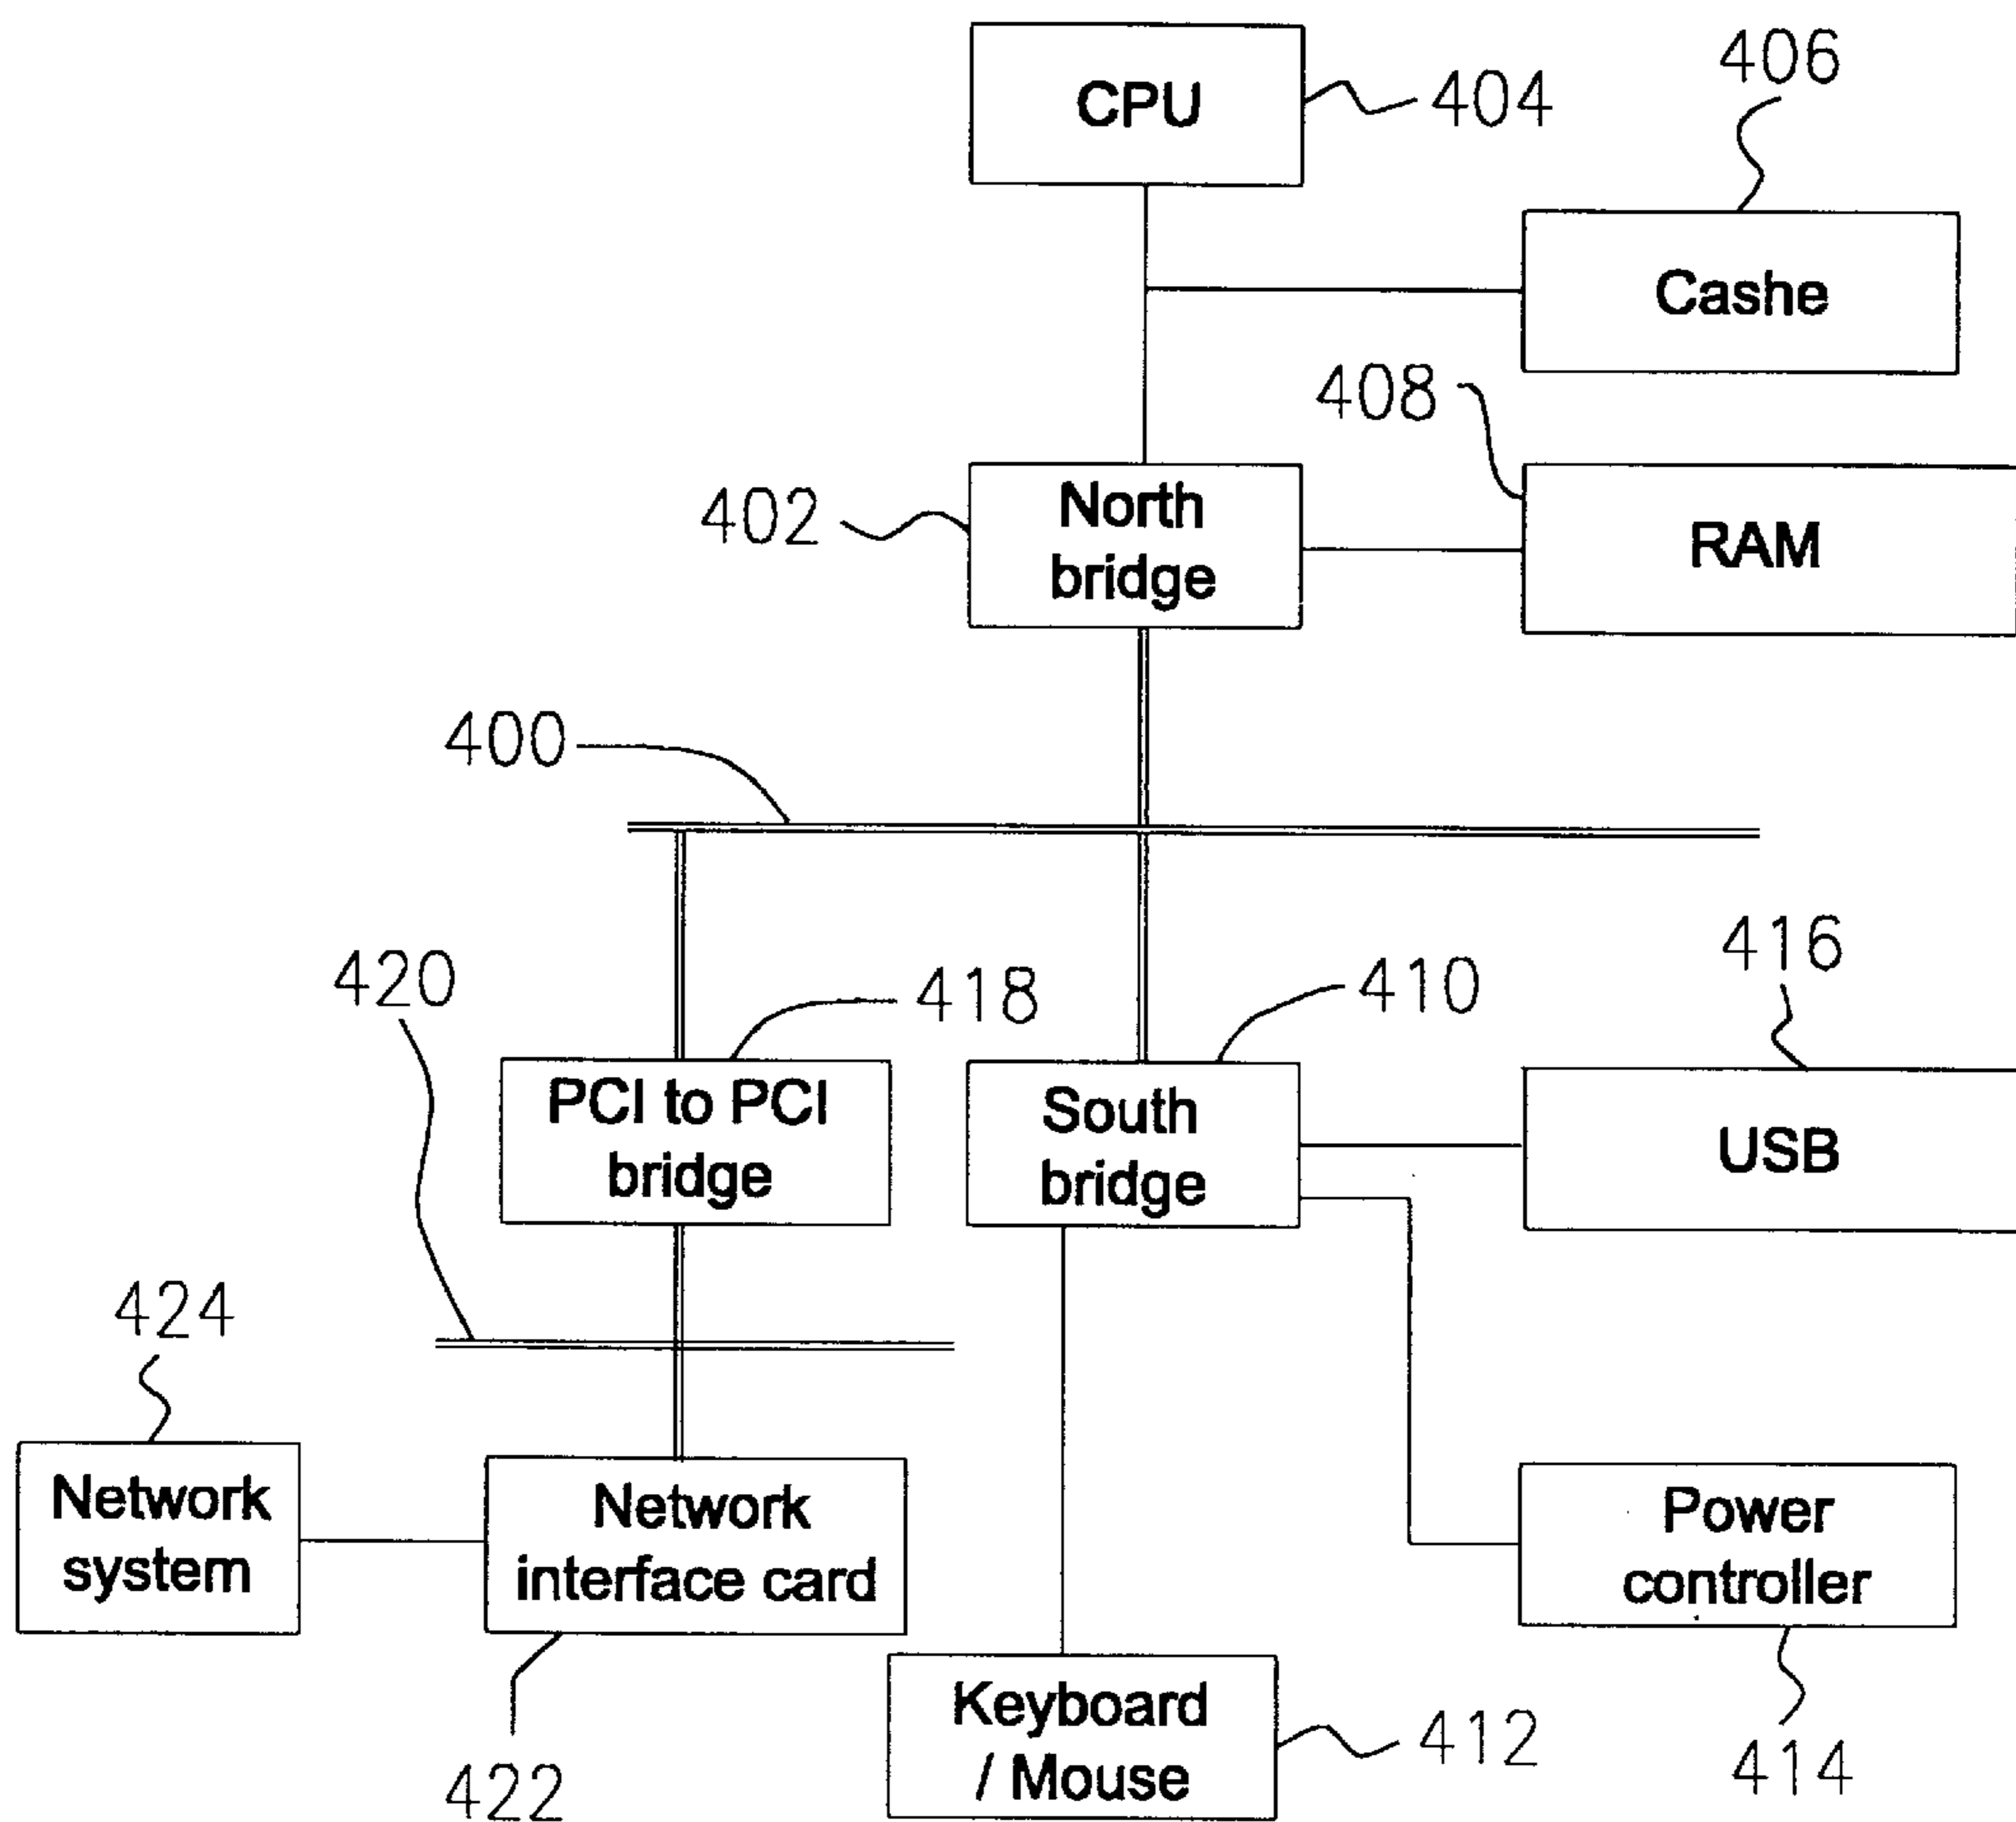 CPU
404
406
Cashe
408
402
North
bridge
RAM
400
420
418
410
416
PCI to PCI
bridge
South
bridge
USB
424
Network
system
Network
interface card
Power
controller
422
Keyboard
/ Mouse
412
414